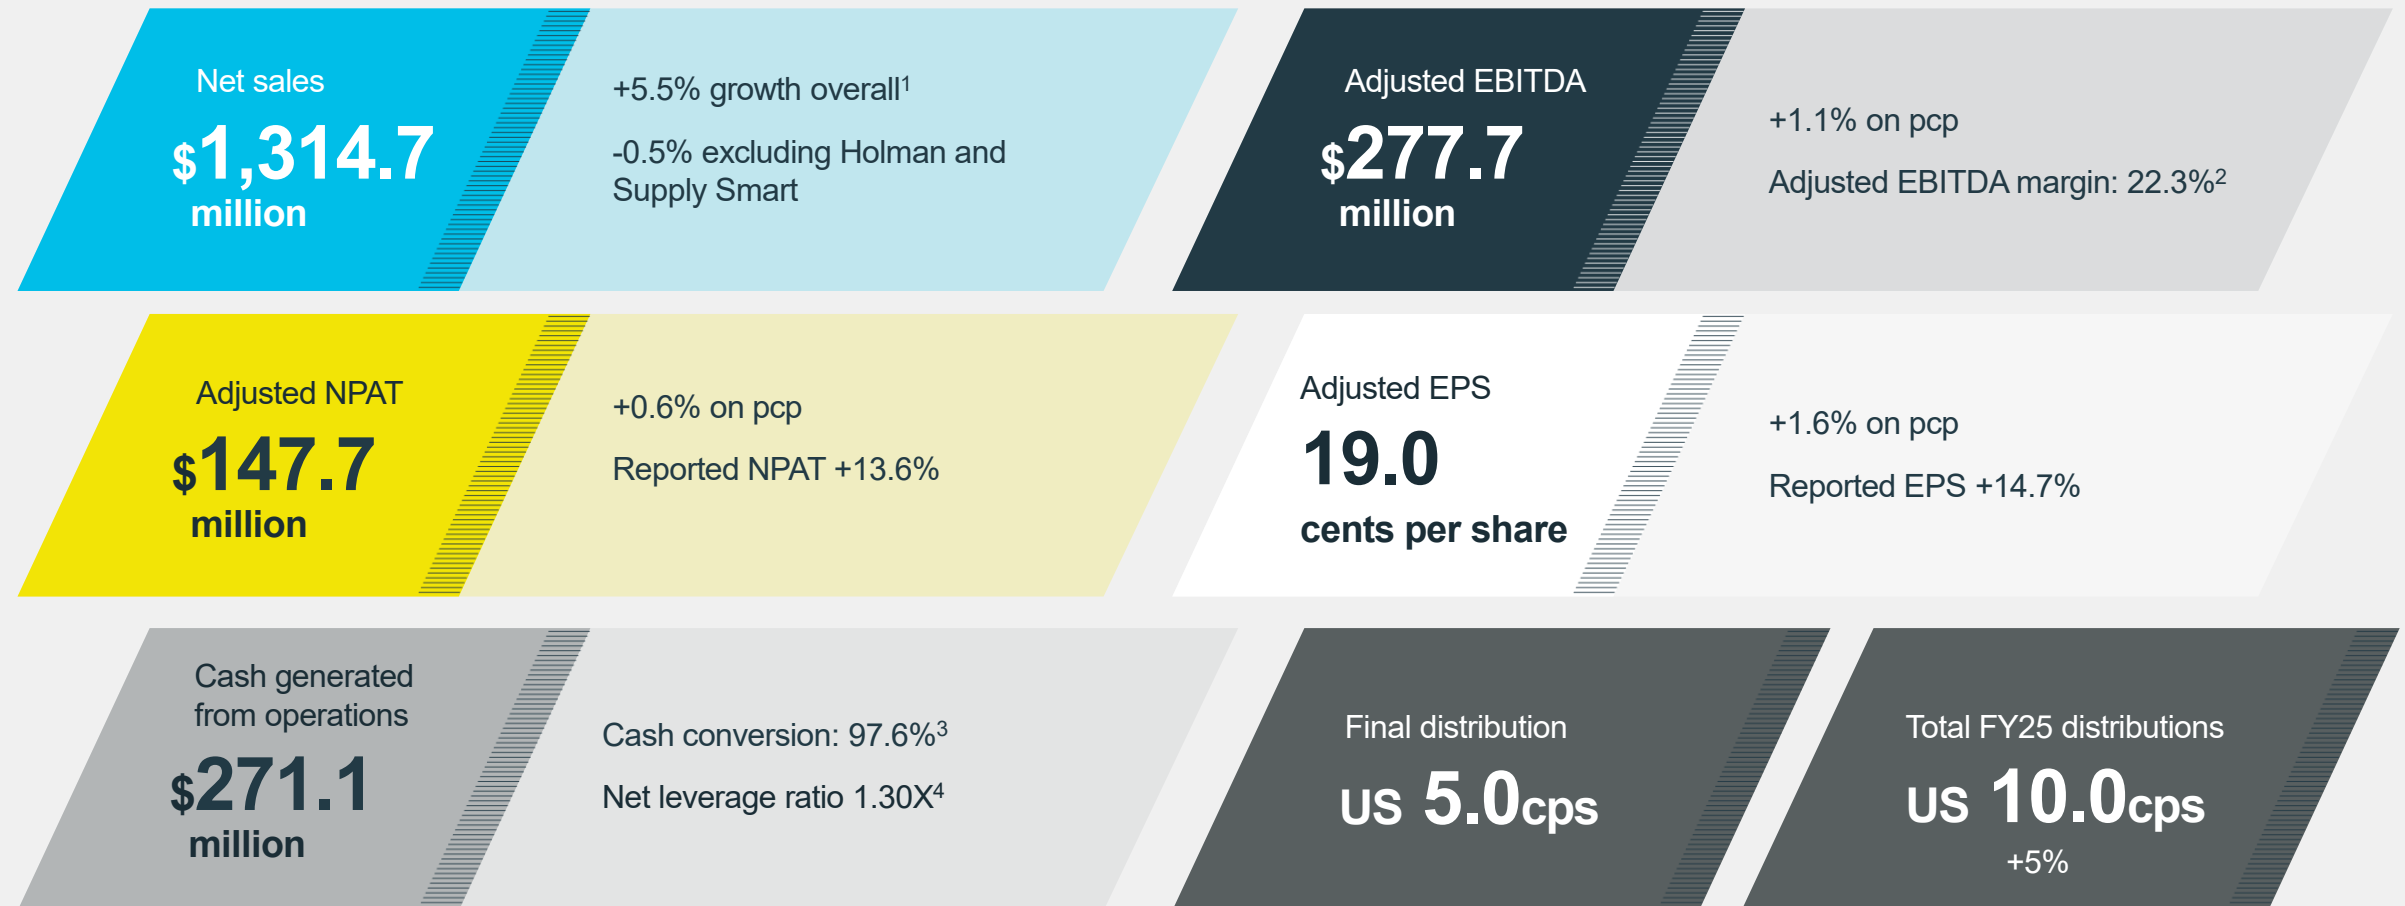 Net sales
$1,314.7
million
+5.5% growth overall¹
-0.5% excluding Holman and
Supply Smart
Adjusted EBITDA
$277.7
million
+1.1% on pcp
Adjusted EBITDA margin: 22.3%²
Adjusted NPAT
$147.7
million
+0.6% on pcp
Reported NPAT +13.6%
Adjusted EPS
19.0
cents per share
+1.6% on pcp
Reported EPS +14.7%
Cash generated
from operations
$271.1
million
Cash conversion: 97.6%³
Net leverage ratio 1.30X⁴
Final distribution
US 5.0cps
Total FY25 distributions
US 10.0cps
+5%